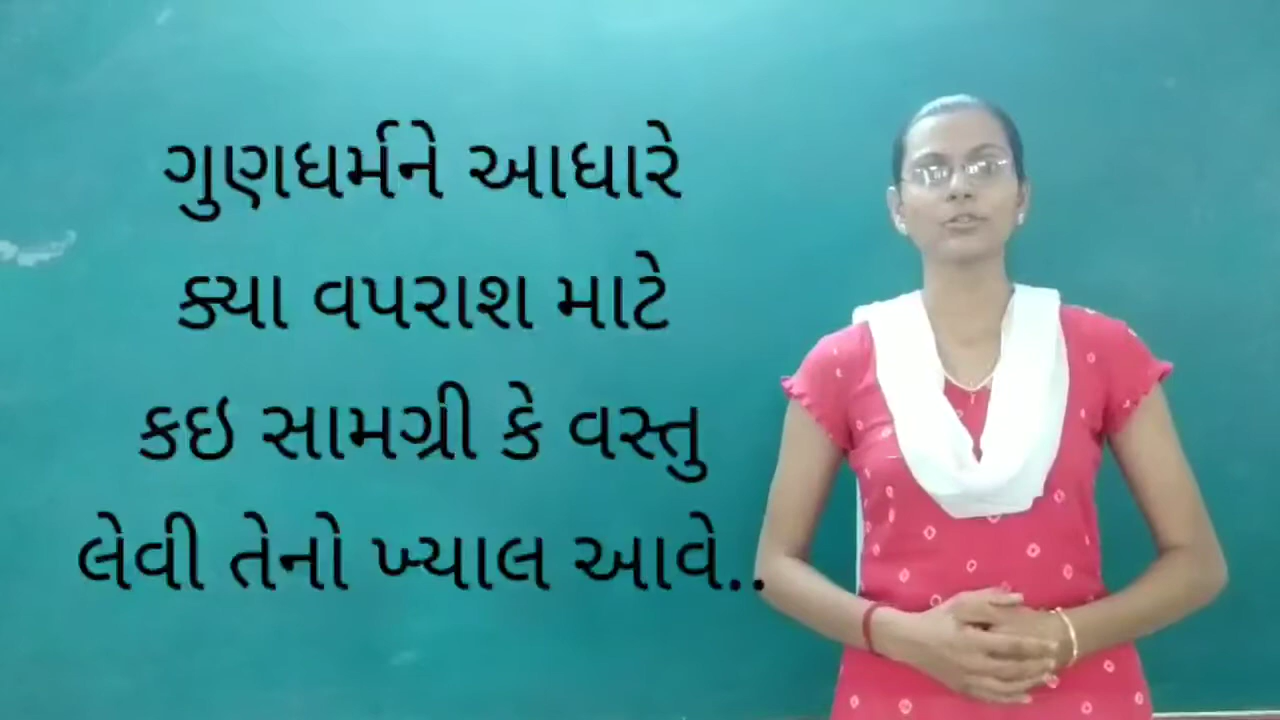 ગુણધર્મને આધારે
ક્યા વપરાશ માટે
કઇ સામગ્રી કે વસ્તુ
લેવી તેનો ખ્યાલ આવે..